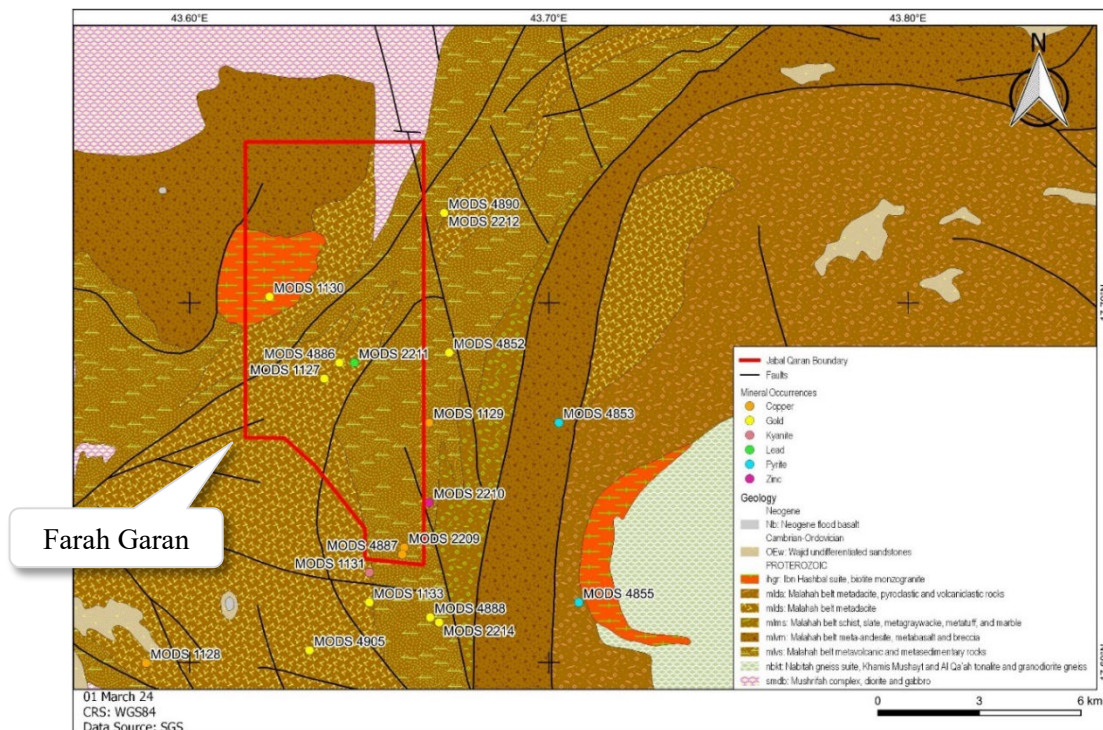 43.60°E
43.70°E
43.80°E
N
MODS 4890
MODS 2212
MODS 1130
17.70°N
MODS 4886
MODS 2211
MODS 4852
MODS 1127
MODS 1129
MODS 4853
MODS 2210
Farah Garan
MODS 2209
MODS 4887
MODS 1131
MODS 1133
MODS 4888
MODS 4855
MODS 2214
MODS 4905
MODS 1128
17.60°N
Jabal Qaran Boundary
Faults
Mineral Occurrences
Copper
Gold
Kyanite
Lead
Pyrite
Zinc
Geology
Neogene
Nb: Neogene flood basalt
Cambrian-Ordovician
OEw: Wajid undifferentiated sandstones
PROTEROZOIC
ihgr: Ibn Hashbal suite, biotite monzogranite
mlda: Malahah belt metadacite, pyroclastic and volcaniclastic rocks
mlds: Malahah belt metadacite
mlms: Malahah belt schist, slate, metagraywacke, metatuff, and marble
mlvm: Malahah belt meta-andesite, metabasalt and breccia
mlvs: Malahah belt metavolcanic and metasedimentary rocks
nbkt: Nabitah gneiss suite, Khamis Mushayt and Al Qa'ah tonalite and granodiorite gneiss
smdb: Mushrifah complex, diorite and gabbro
01 March 24
CRS: WGS84
Data Source: SGS
0 3 6 km